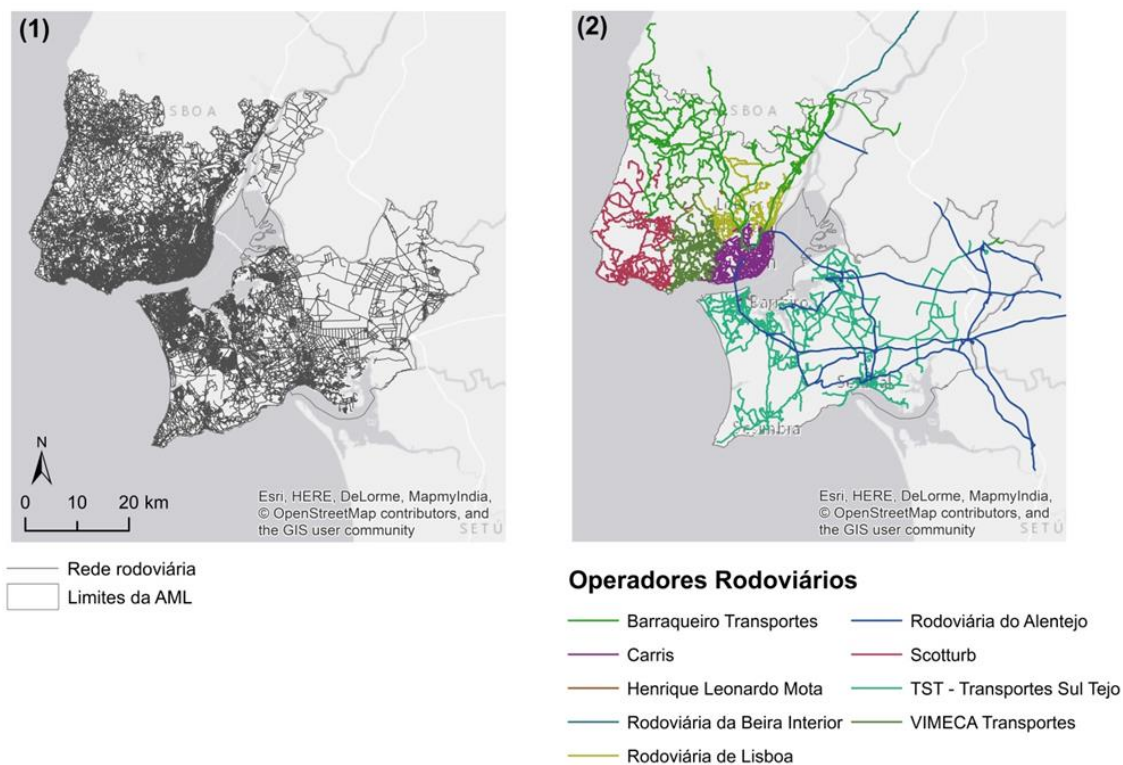 (1)
SBOA
N
0 10 20 km
Esri, HERE, DeLorme, MapmyIndia,
© OpenStreetMap contributors, and
the GIS user community
SETÚ
Rede rodoviária
Limites da AML
(2)
SBOA
Barreiro
Esri, HERE, DeLorme, MapmyIndia,
© OpenStreetMap contributors, and
the GIS user community
SETÚ
Operadores Rodoviários
Barraqueiro Transportes
Carris
Henrique Leonardo Mota
Rodoviária da Beira Interior
Rodoviária de Lisboa
Rodoviária do Alentejo
Scotturb
TST - Transportes Sul Tejo
VIMECA Transportes